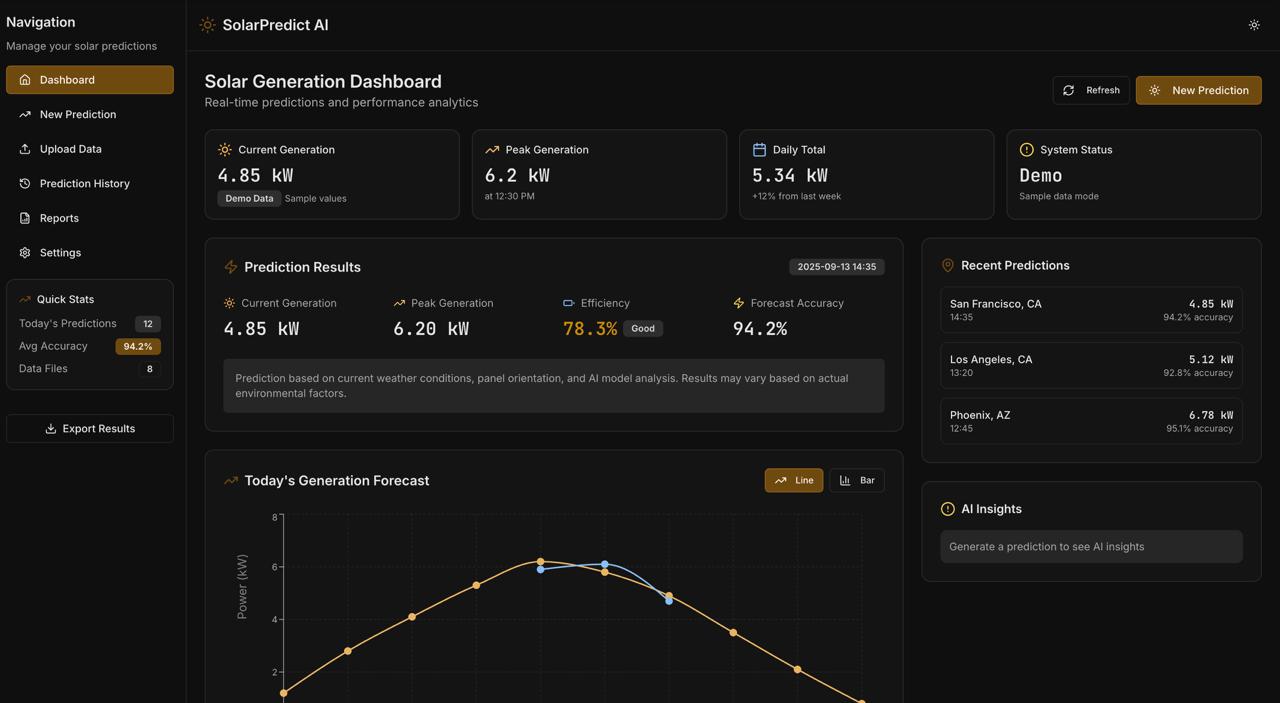 Navigation
Manage your solar predictions
Dashboard
New Prediction
Upload Data
Prediction History
Reports
Settings
Quick Stats
Today's Predictions 12
Avg Accuracy 94.2%
Data Files 8
Export Results
SolarPredict AI
Solar Generation Dashboard
Real-time predictions and performance analytics
Refresh
New Prediction
Current Generation
4.85 kW
Demo Data Sample values
Peak Generation
6.2 kW
at 12:30 PM
Daily Total
5.34 kW
+12% from last week
System Status
Demo
Sample data mode
Prediction Results
2025-09-13 14:35
Current Generation
4.85 kW
Peak Generation
6.20 kW
Efficiency
78.3% Good
Forecast Accuracy
94.2%
Prediction based on current weather conditions, panel orientation, and AI model analysis. Results may vary based on actual
environmental factors.
Today's Generation Forecast
Line
Bar
8
6
4
2
Power (kW)
Recent Predictions
San Francisco, CA 4.85 kW
14:35 94.2% accuracy
Los Angeles, CA 5.12 kW
13:20 92.8% accuracy
Phoenix, AZ 6.78 kW
12:45 95.1% accuracy
AI Insights
Generate a prediction to see AI insights